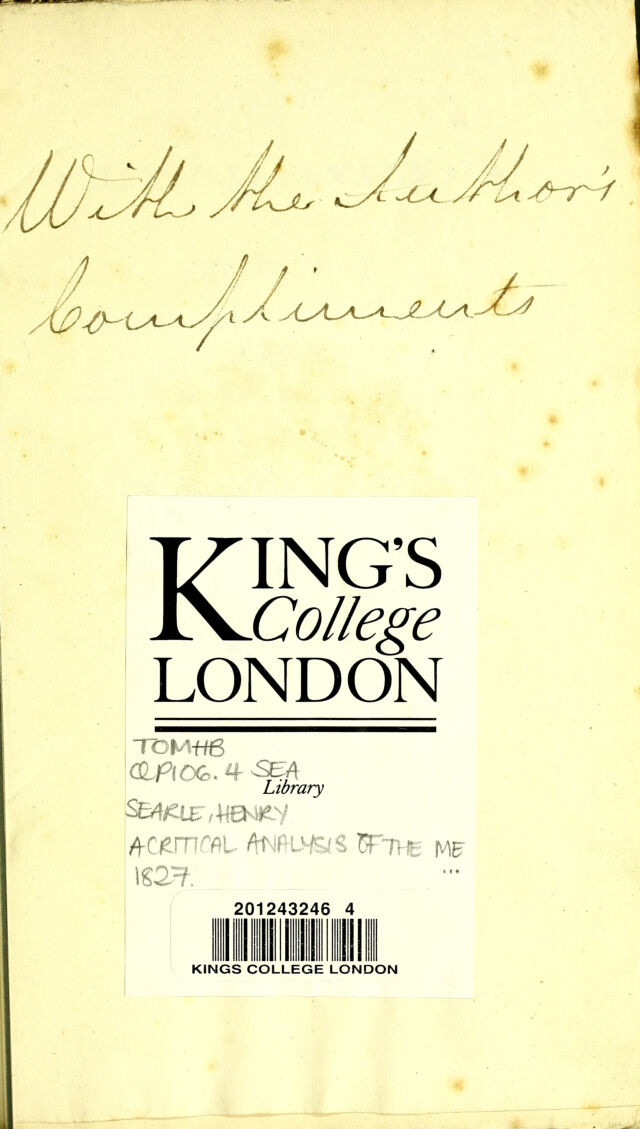 With the Author's
Compliments
KING'S
College
LONDON
TOMHB
QP106.4 SEA
Library
SEARLE, HENRY
A CRITICAL ANALYSIS OF THE ME
...
1827.
201243246 4
KINGS COLLEGE LONDON